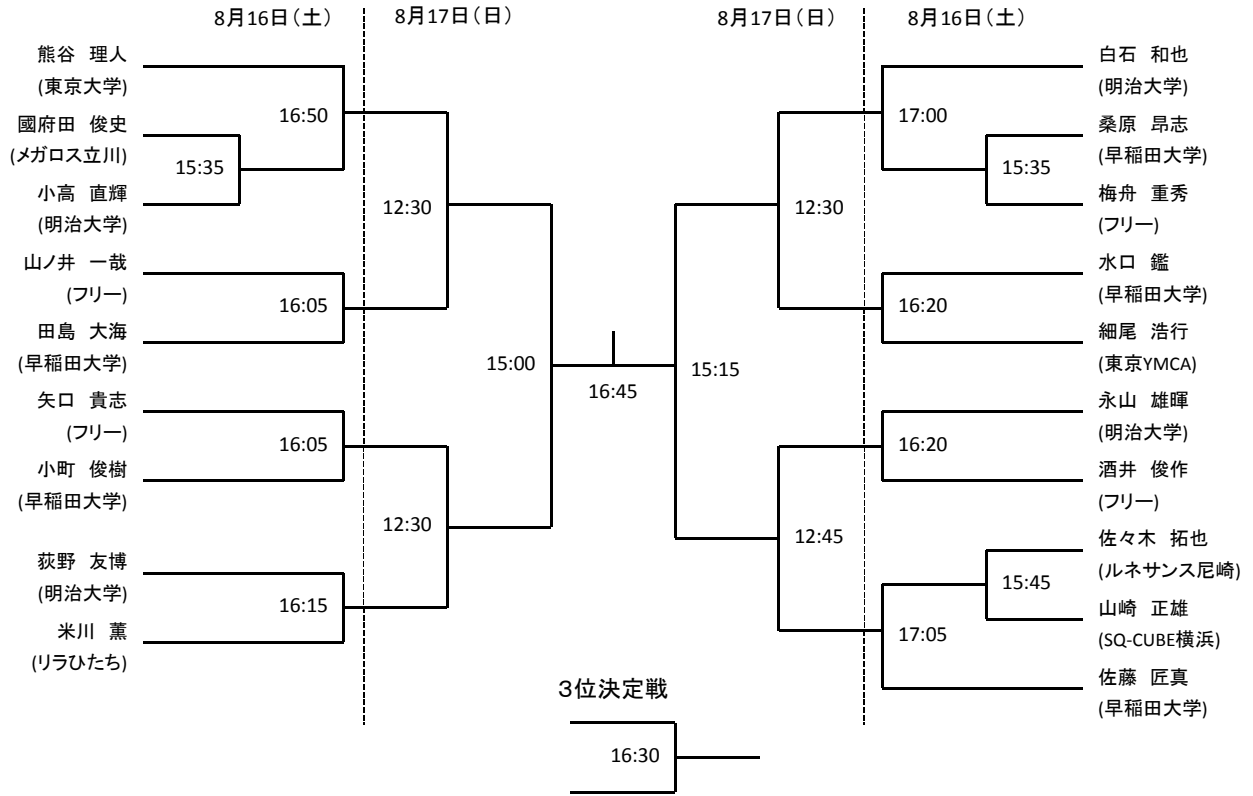 8月16日（土）
8月17日（日）
8月17日（日）
8月16日（土）
熊谷 理人
(東京大学)
16:50
國府田 俊史
(メガロス立川)
15:35
小高 直輝
(明治大学)
12:30
山ノ井 一哉
(フリー)
16:05
田島 大海
(早稲田大学)
15:00
矢口 貴志
(フリー)
16:05
小町 俊樹
(早稲田大学)
12:30
荻野 友博
(明治大学)
16:15
米川 薫
(リラひたち)
16:45
白石 和也
(明治大学)
17:00
桑原 昂志
(早稲田大学)
15:35
梅舟 重秀
(フリー)
12:30
水口 鑑
(早稲田大学)
16:20
細尾 浩行
(東京YMCA)
15:15
永山 雄暉
(明治大学)
16:20
酒井 俊作
(フリー)
12:45
佐々木 拓也
(ルネサンス尼崎)
15:45
山崎 正雄
(SQ-CUBE横浜)
17:05
佐藤 匠真
(早稲田大学)
３位決定戦
16:30